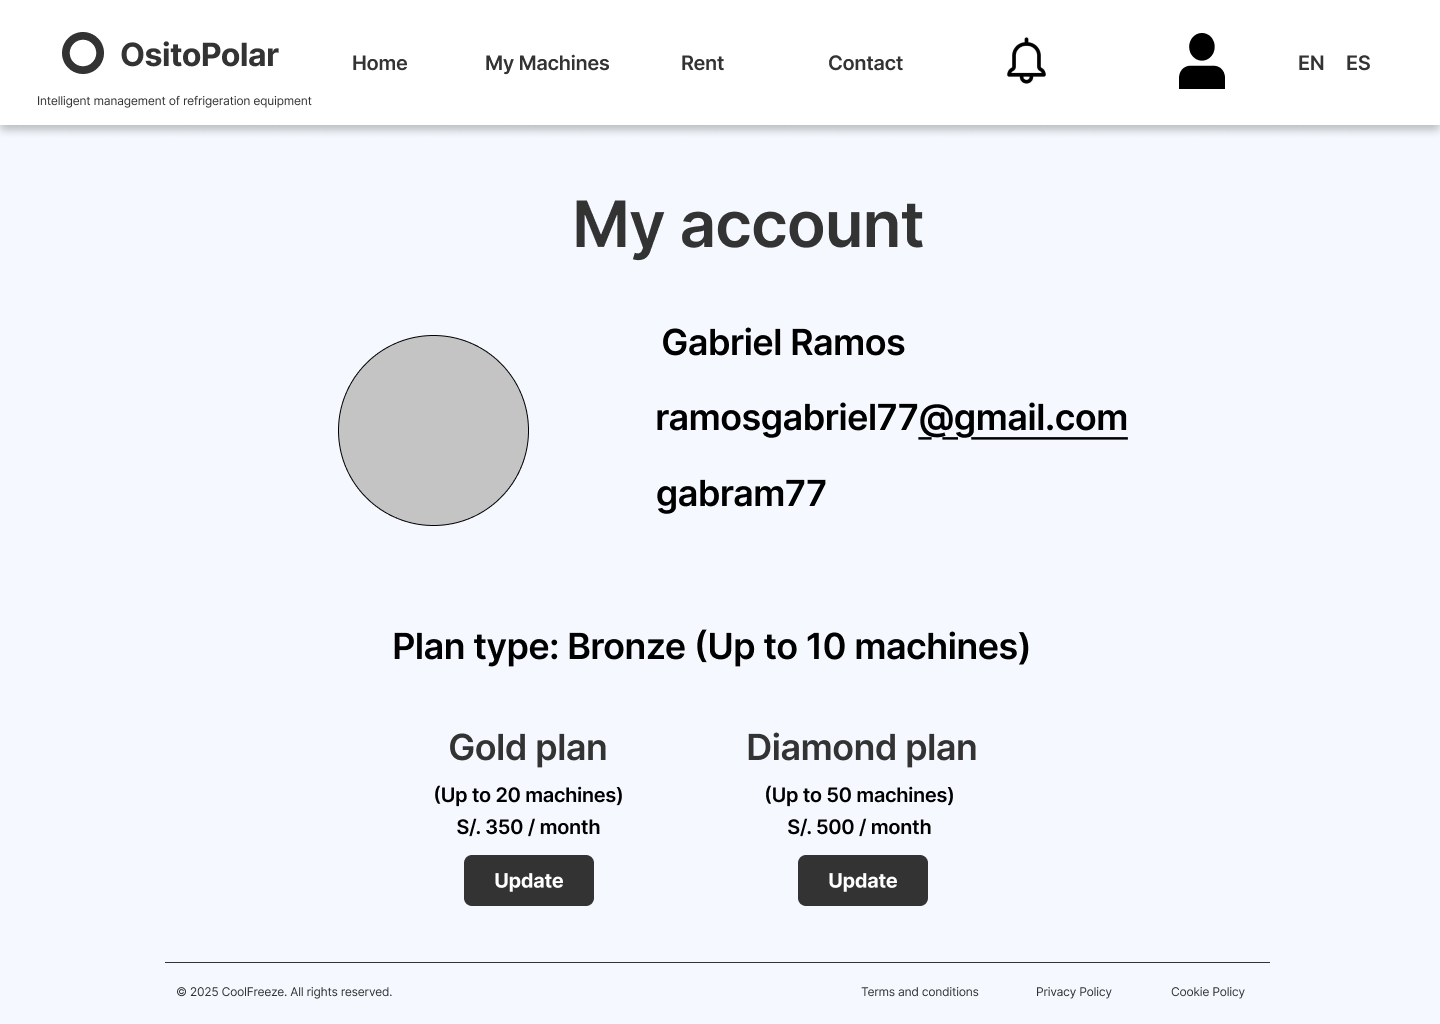 OsitoPolar
Home My Machines Rent Contact EN ES
Intelligent management of refrigeration equipment
My account
Gabriel Ramos
ramosgabriel77@gmail.com
gabram77
Plan type: Bronze (Up to 10 machines)
Gold plan
(Up to 20 machines)
S/. 350 / month
Update
Diamond plan
(Up to 50 machines)
S/. 500 / month
Update
© 2025 CoolFreeze. All rights reserved. Terms and conditions Privacy Policy Cookie Policy